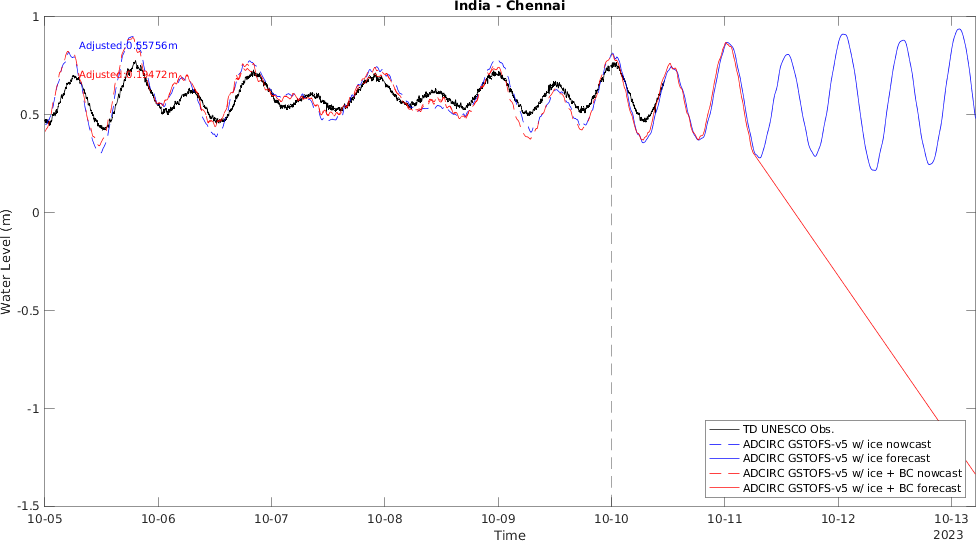 India - Chennai
Water Level (m)
1
0.5
0
-0.5
-1
-1.5
Adjusted:0.55756m
Adjusted:0.19472m
TD UNESCO Obs.
ADCIRC GSTOFS-v5 w/ ice nowcast
ADCIRC GSTOFS-v5 w/ ice forecast
ADCIRC GSTOFS-v5 w/ ice + BC nowcast
ADCIRC GSTOFS-v5 w/ ice + BC forecast
10-05 10-06 10-07 10-08 10-09 10-10 10-11 10-12 10-13
Time
2023